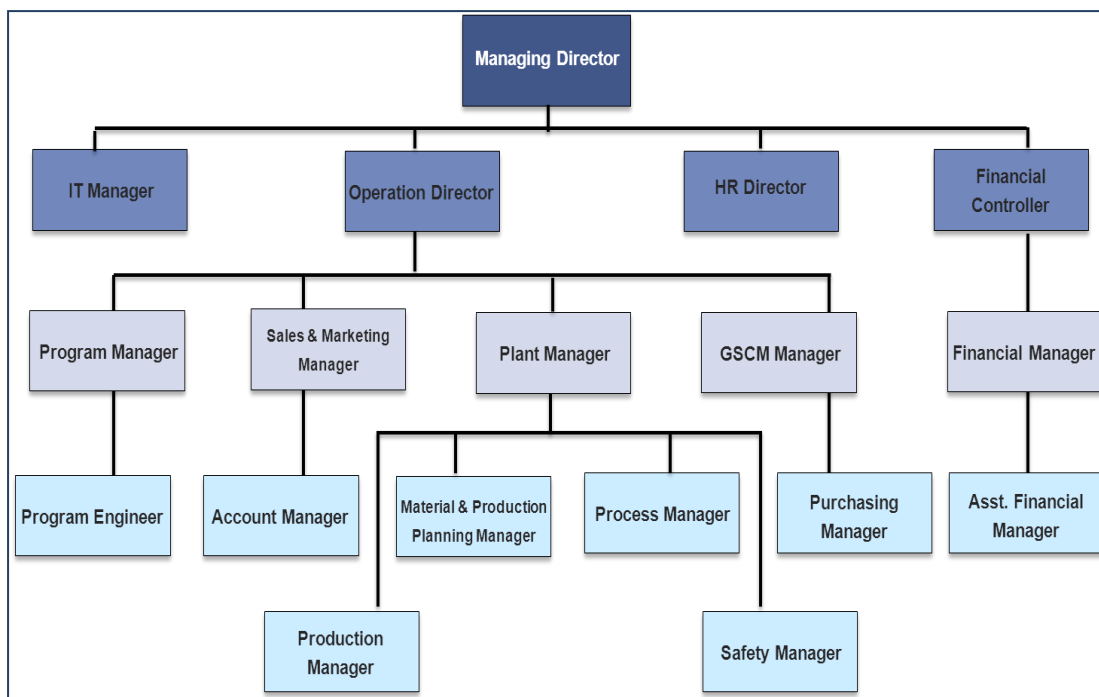 Managing Director
IT Manager
Operation Director
HR Director
Financial
Controller
Program Manager
Sales & Marketing
Manager
Plant Manager
GSCM Manager
Financial Manager
Program Engineer
Account Manager
Material & Production
Planning Manager
Process Manager
Purchasing
Manager
Asst. Financial
Manager
Production
Manager
Safety Manager